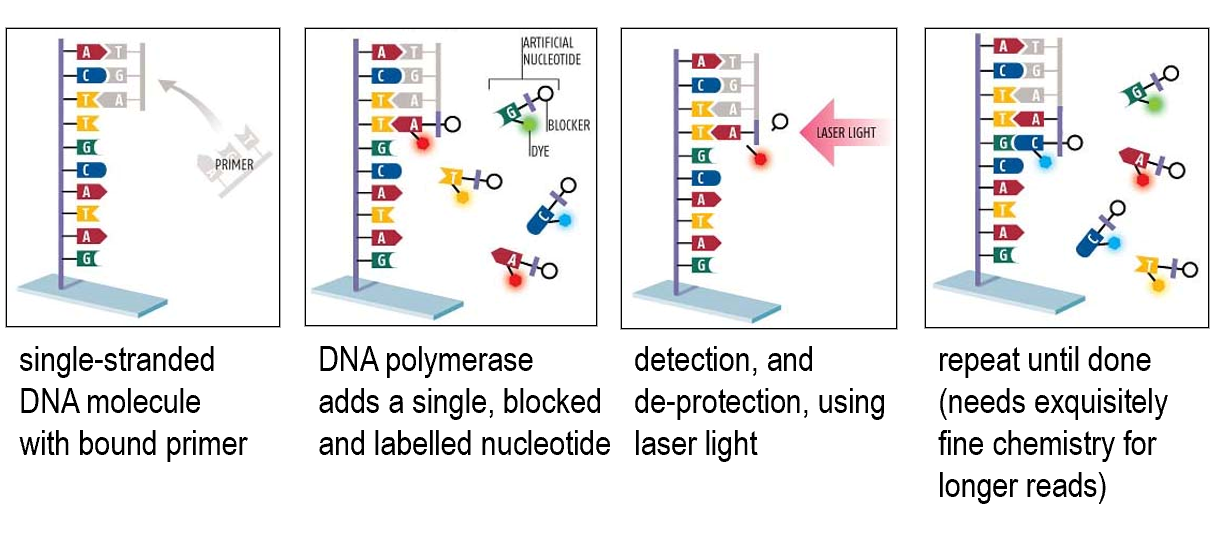 A T
C G
T A
T
G
C
A
T
A
G
PRIMER
A T
C G
T A
T A
G
C
A
T
A
G
ARTIFICIAL
NUCLEOTIDE
G
BLOCKER
DYE
T
C
A
A T
C G
T A
T A
G
C
A
T
A
G
LASER LIGHT
A T
C G
T A
T A
G C
C
A
T
A
G
G
A
C
T
single-stranded
DNA molecule
with bound primer
DNA polymerase
adds a single, blocked
and labelled nucleotide
detection, and
de-protection, using
laser light
repeat until done
(needs exquisitely
fine chemistry for
longer reads)